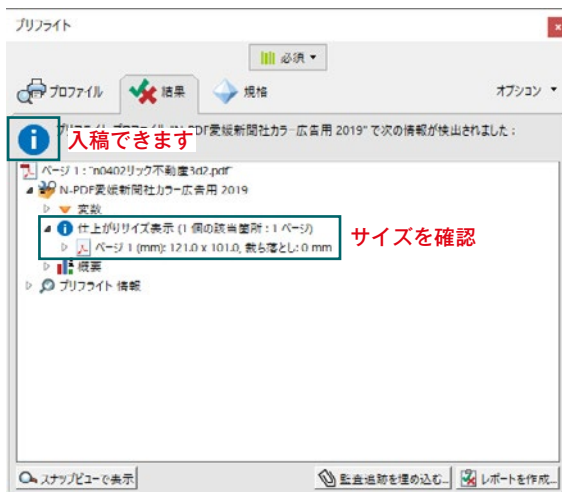 プリフライト
必須
プロファイル 結果 規格 オプション
入稿できます
プリフライトプロファイル "N-PDF愛媛新聞社カラー広告用 2019" で次の情報が検出されました :
ページ 1 : "n0402リック不動産3d2.pdf"
N-PDF愛媛新聞社カラー広告用 2019
変数
仕上がりサイズ表示 (1 個の該当箇所 : 1 ページ)
ページ 1 (mm): 121.0 x 101.0, 裁ち落とし: 0 mm
サイズを確認
概要
プリフライト 情報
スナップビューで表示 監査追跡を埋め込む... レポートを作成...